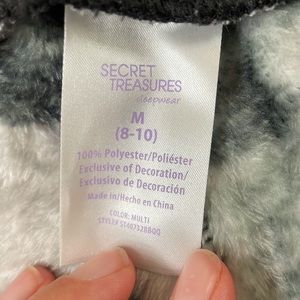 SECRET
TREASURES
sleepwear
M
(8-10)
100% Polyester/Poliéster
Exclusive of Decoration/
Exclusivo de Decoración
Made in/Hecho en China
COLOR: MULTI